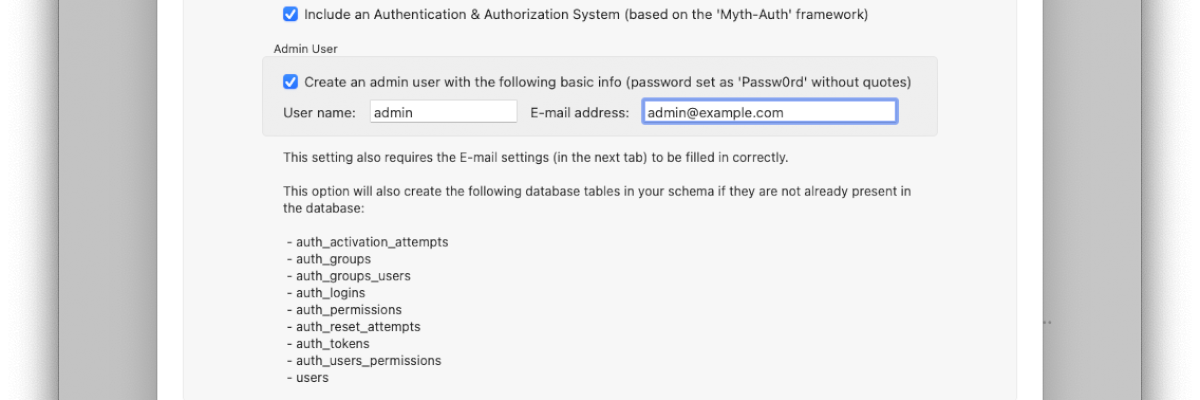 Include an Authentication & Authorization System (based on the 'Myth-Auth' framework)
Admin User
Create an admin user with the following basic info (password set as 'Passw0rd' without quotes)
User name: admin E-mail address: admin@example.com
This setting also requires the E-mail settings (in the next tab) to be filled in correctly.
This option will also create the following database tables in your schema if they are not already present in
the database:
- auth_activation_attempts
- auth_groups
- auth_groups_users
- auth_logins
- auth_permissions
- auth_reset_attempts
- auth_tokens
- auth_users_permissions
- users